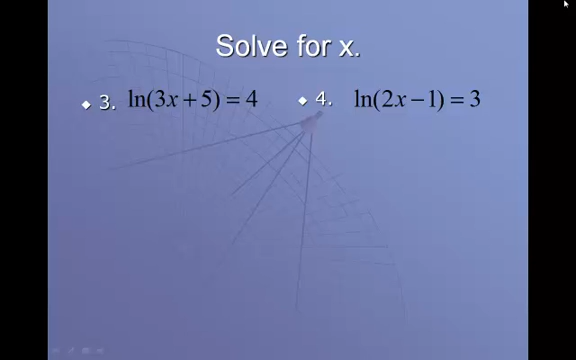 Solve for x.
3. ln(3x + 5) = 4
4. ln(2x − 1) = 3